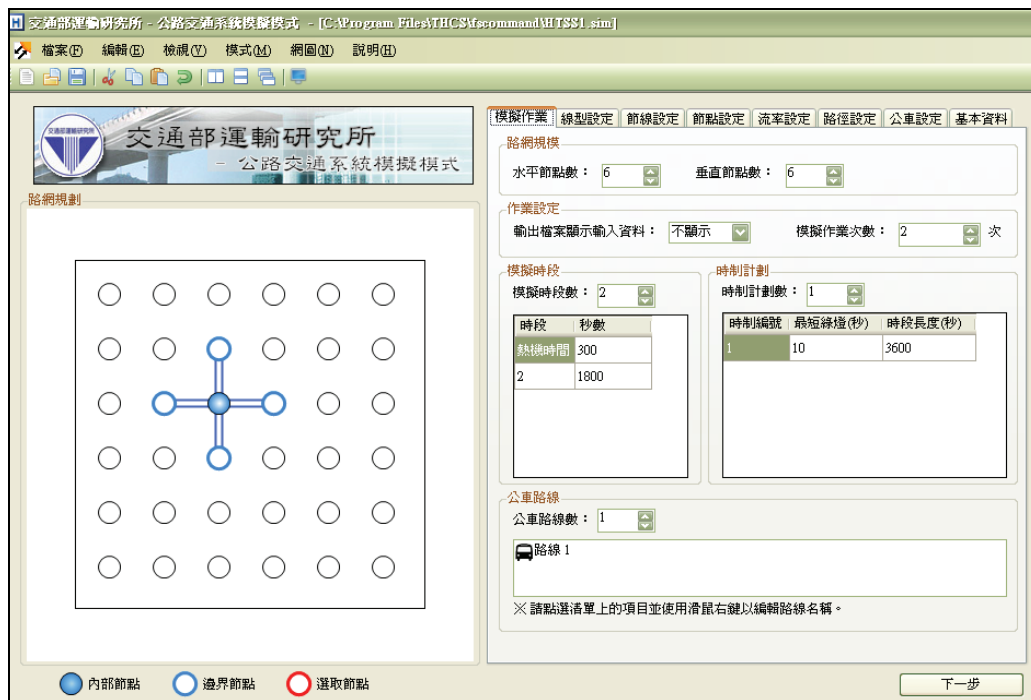 交通部運輸研究所 - 公路交通系統模擬模式 - [C:\Program Files\THCS\fscommand\HTSS1.sim]
檔案(F) 編輯(E) 檢視(V) 模式(M) 網圖(N) 說明(H)
交通部運輸研究所
交通部運輸研究所
- 公路交通系統模擬模式
路網規劃
內部節點 邊界節點 選取節點
模擬作業 線型設定 節線設定 節點設定 流率設定 路徑設定 公車設定 基本資料
路網規模
水平節點數: 6 垂直節點數: 6
作業設定
輸出檔案顯示輸入資料: 不顯示 模擬作業次數: 2 次
模擬時段
模擬時段數: 2
時段 秒數
熱機時間 300
2 1800
時制計劃
時制計劃數: 1
時制編號 最短綠燈(秒) 時段長度(秒)
1 10 3600
公車路線
公車路線數: 1
路線 1
※ 請點選清單上的項目並使用滑鼠右鍵以編輯路線名稱。
下一步